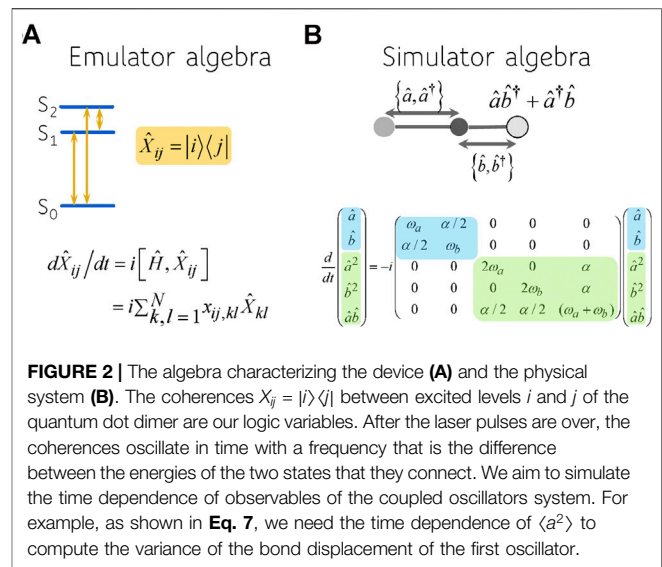 A
Emulator algebra
S₂
S₁
S₀
X̂ᵢⱼ = |i⟩⟨j|
dX̂ᵢⱼ/dt = i[Ĥ, X̂ᵢⱼ]
= iΣᴺₖ,ₗ₌₁ xᵢⱼ,ₖₗ X̂ₖₗ
B
Simulator algebra
{â, â†}
âb̂† + â†b̂
{b̂, b̂†}
d/dt (â b̂ â² b̂² âb̂) = −i (
ωₐ α/2 0 0 0
α/2 ω_b 0 0 0
0 0 2ωₐ 0 α
0 0 0 2ω_b α
0 0 α/2 α/2 (ωₐ + ω_b)
) (â b̂ â² b̂² âb̂)
FIGURE 2 | The algebra characterizing the device (A) and the physical
system (B). The coherences Xᵢⱼ = |i⟩⟨j| between excited levels i and j of the
quantum dot dimer are our logic variables. After the laser pulses are over, the
coherences oscillate in time with a frequency that is the difference
between the energies of the two states that they connect. We aim to simulate
the time dependence of observables of the coupled oscillators system. For
example, as shown in Eq. 7, we need the time dependence of ⟨a²⟩ to
compute the variance of the bond displacement of the first oscillator.